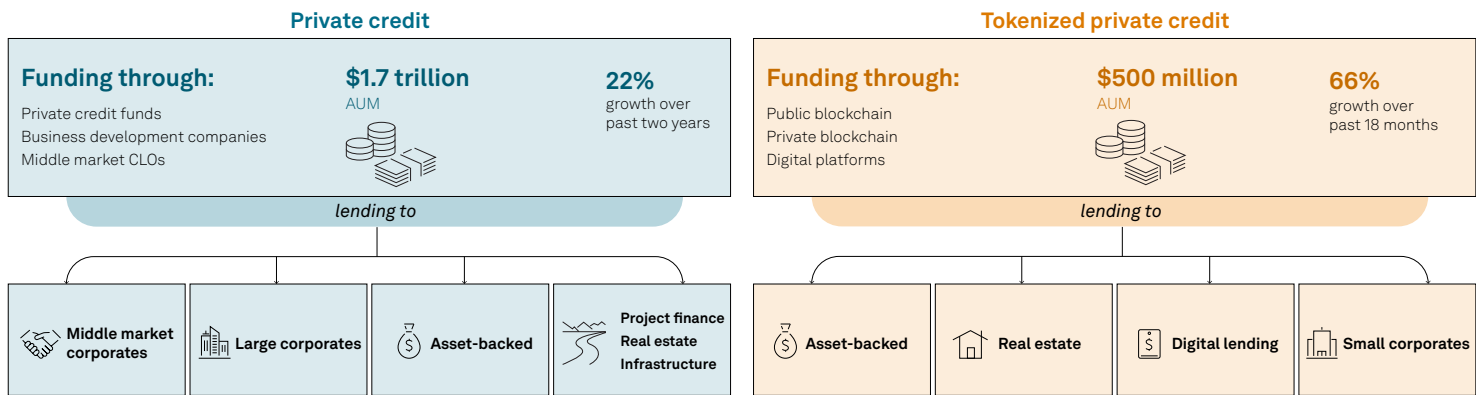 Private credit
Funding through:
Private credit funds
Business development companies
Middle market CLOs
$1.7 trillion
AUM
22%
growth over
past two years
lending to
Middle market
corporates
Large corporates
Asset-backed
Project finance
Real estate
Infrastructure
Tokenized private credit
Funding through:
Public blockchain
Private blockchain
Digital platforms
$500 million
AUM
66%
growth over
past 18 months
lending to
Asset-backed
Real estate
Digital lending
Small corporates